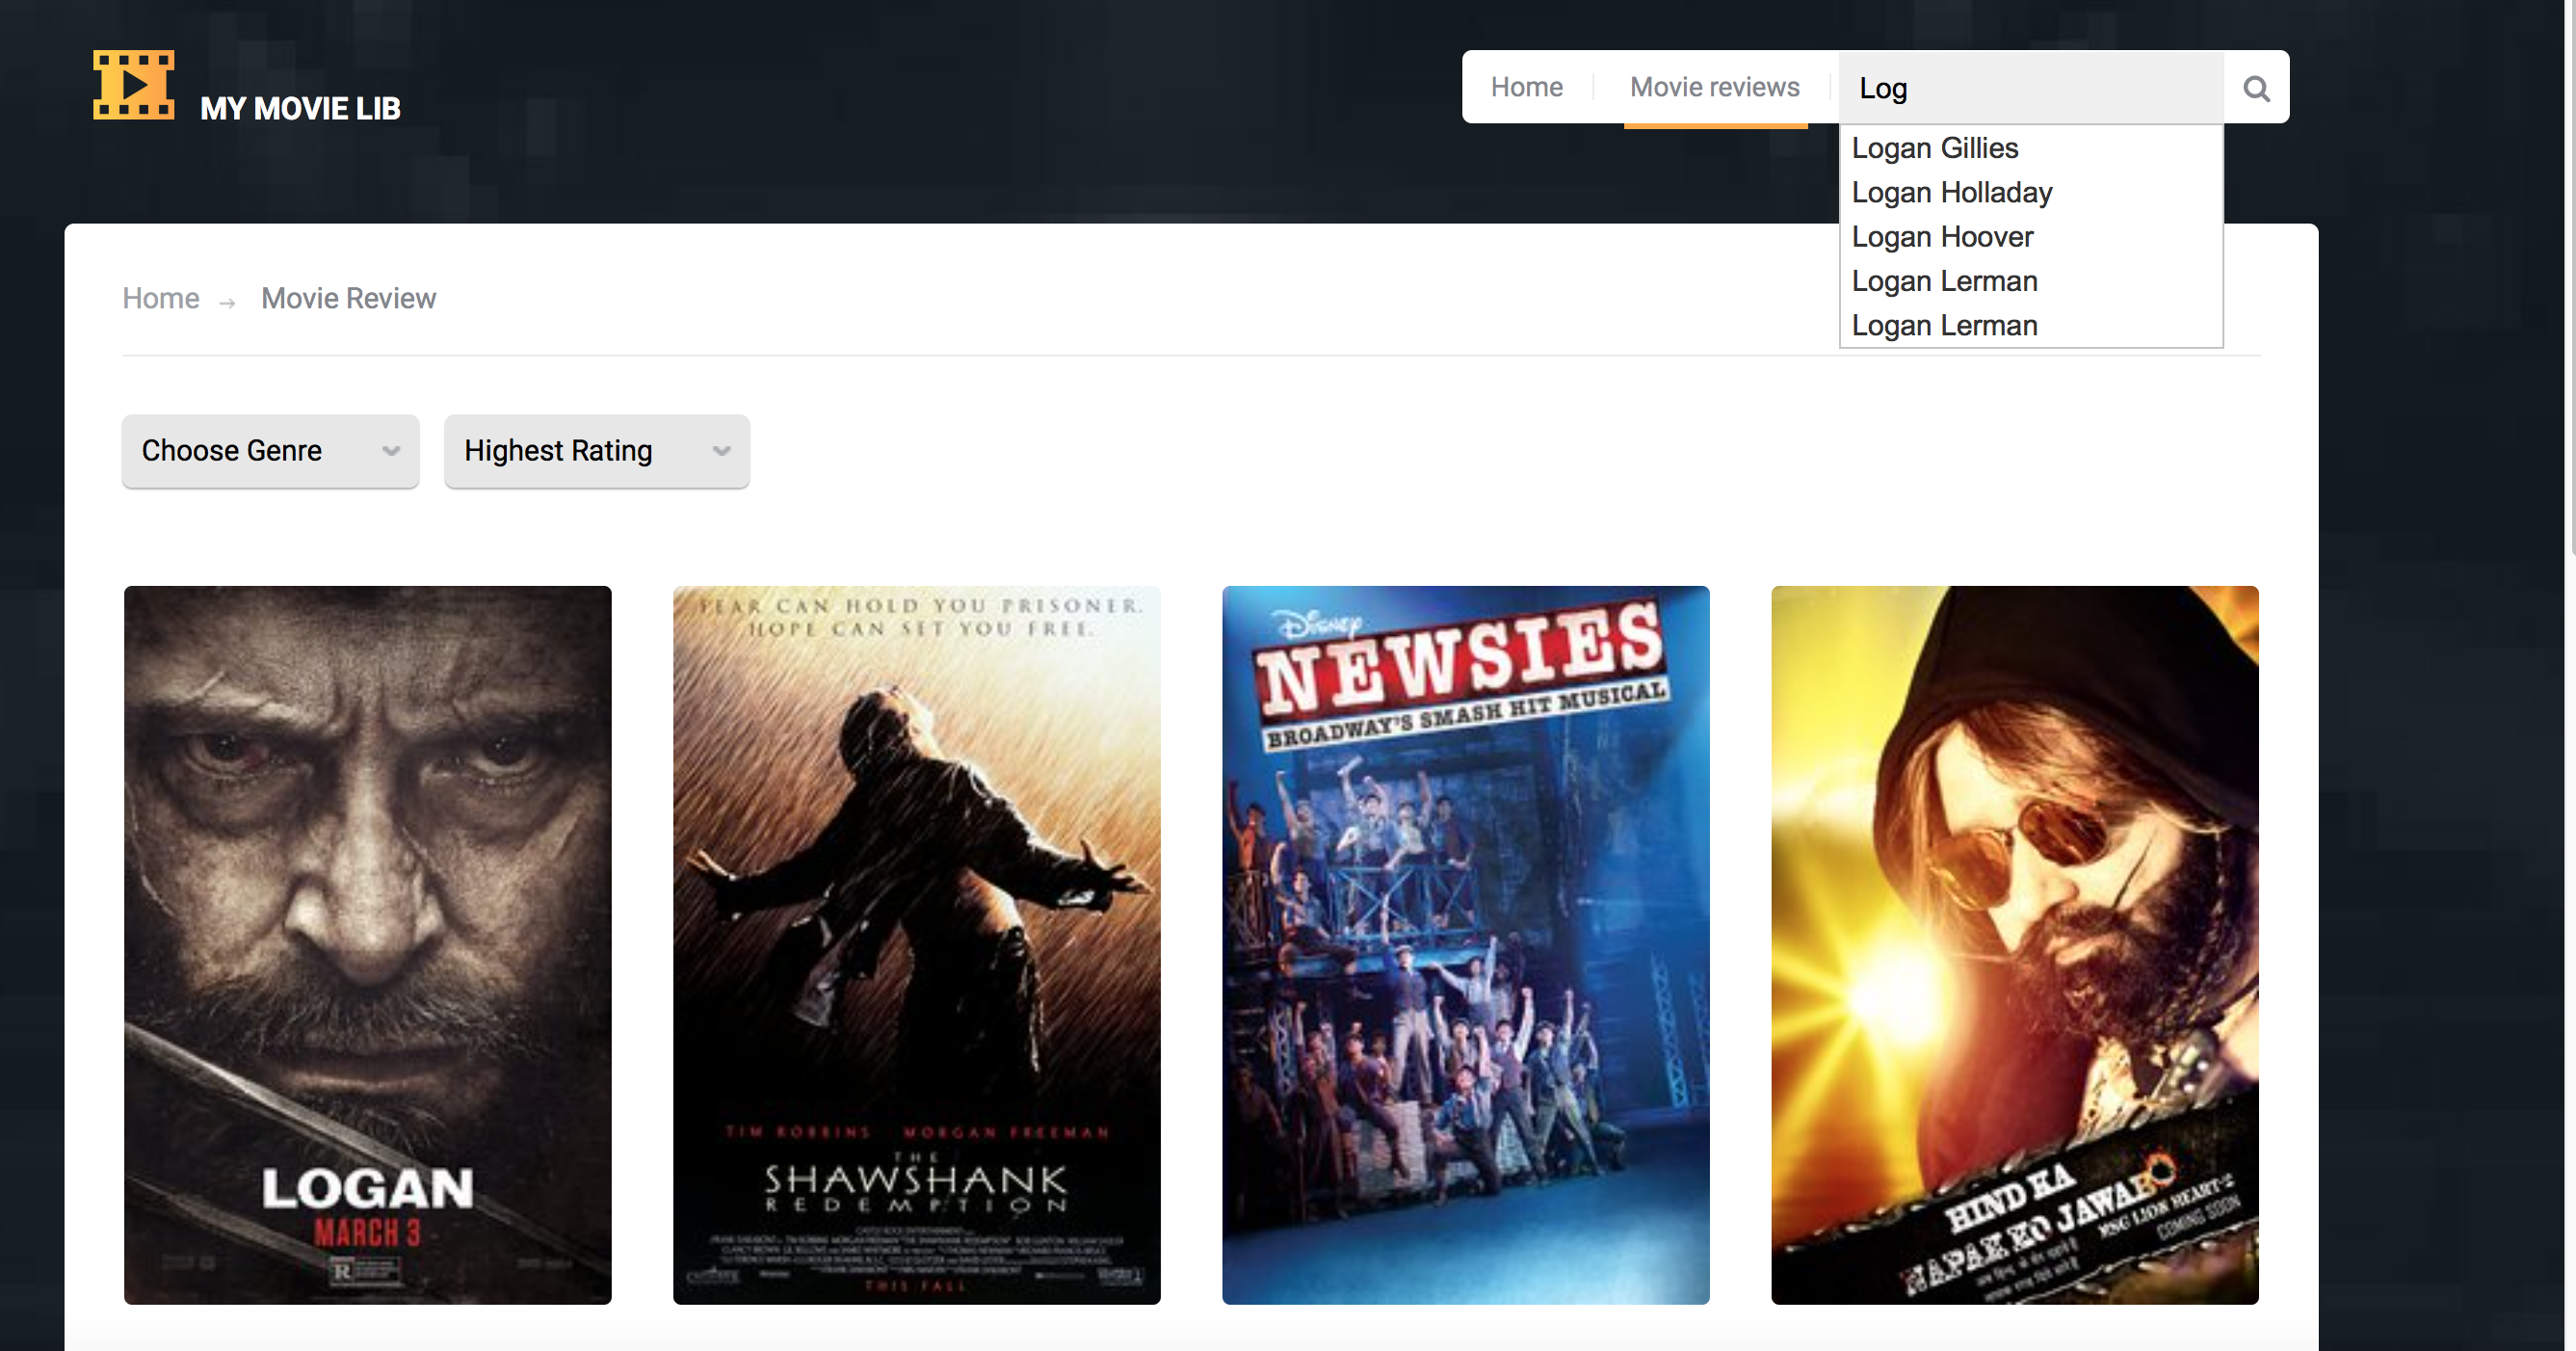 MY MOVIE LIB
Home
Movie reviews
Log
Logan Gillies
Logan Holladay
Logan Hoover
Logan Lerman
Logan Lerman
Home → Movie Review
Choose Genre
Highest Rating
LOGAN
MARCH 3
R
FEAR CAN HOLD YOU PRISONER.
HOPE CAN SET YOU FREE.
TIM ROBBINS MORGAN FREEMAN
THE
SHAWSHANK
REDEMPTION
THIS FALL
Disney
NEWSIES
BROADWAY'S SMASH HIT MUSICAL
HIND KA
NAPAK KO JAWAB
MSG LION HEART-2
COMING SOON